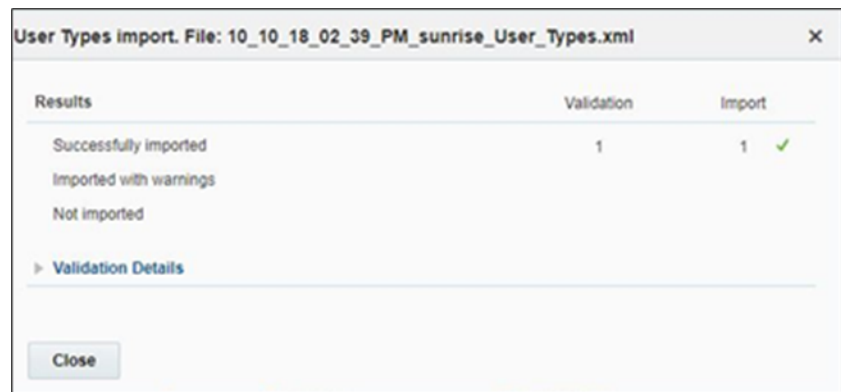 User Types import. File: 10_10_18_02_39_PM_sunrise_User_Types.xml
Results Validation Import
Successfully imported 1 1
Imported with warnings
Not imported
Validation Details
Close